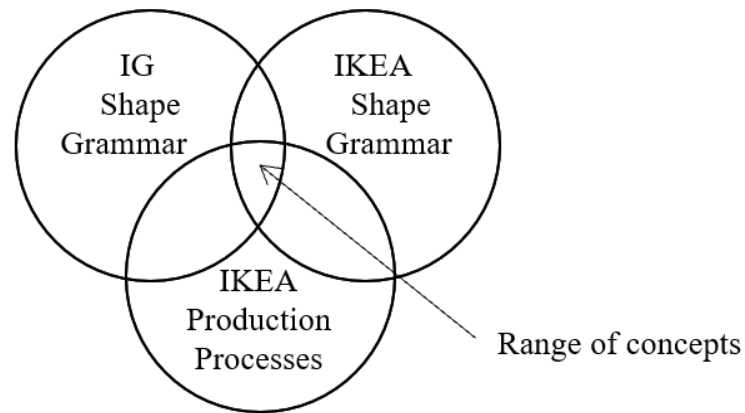 IG
Shape
Grammar
IKEA
Shape
Grammar
IKEA
Production
Processes
Range of concepts